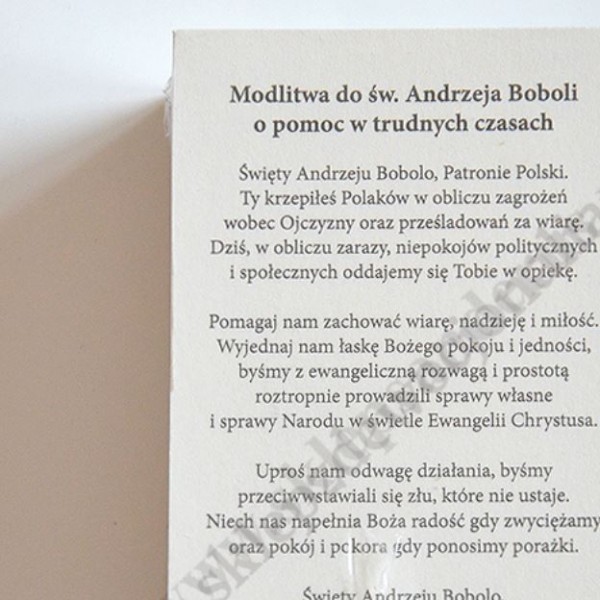 Modlitwa do św. Andrzeja Boboli
o pomoc w trudnych czasach
Święty Andrzeju Bobolo, Patronie Polski.
Ty krzepiłeś Polaków w obliczu zagrożeń
wobec Ojczyzny oraz prześladowań za wiarę.
Dziś, w obliczu zarazy, niepokojów politycznych
i społecznych oddajemy się Tobie w opiekę.
Pomagaj nam zachować wiarę, nadzieję i miłość.
Wyjednaj nam łaskę Bożego pokoju i jedności,
byśmy z ewangeliczną rozwagą i prostotą
roztropnie prowadzili sprawy własne
i sprawy Narodu w świetle Ewangelii Chrystusa.
Uproś nam odwagę działania, byśmy
przeciwwstawiali się złu, które nie ustaje.
Niech nas napełnia Boża radość gdy zwyciężamy
oraz pokój i pokora gdy ponosimy porażki.
Święty Andrzeju Bobolo,